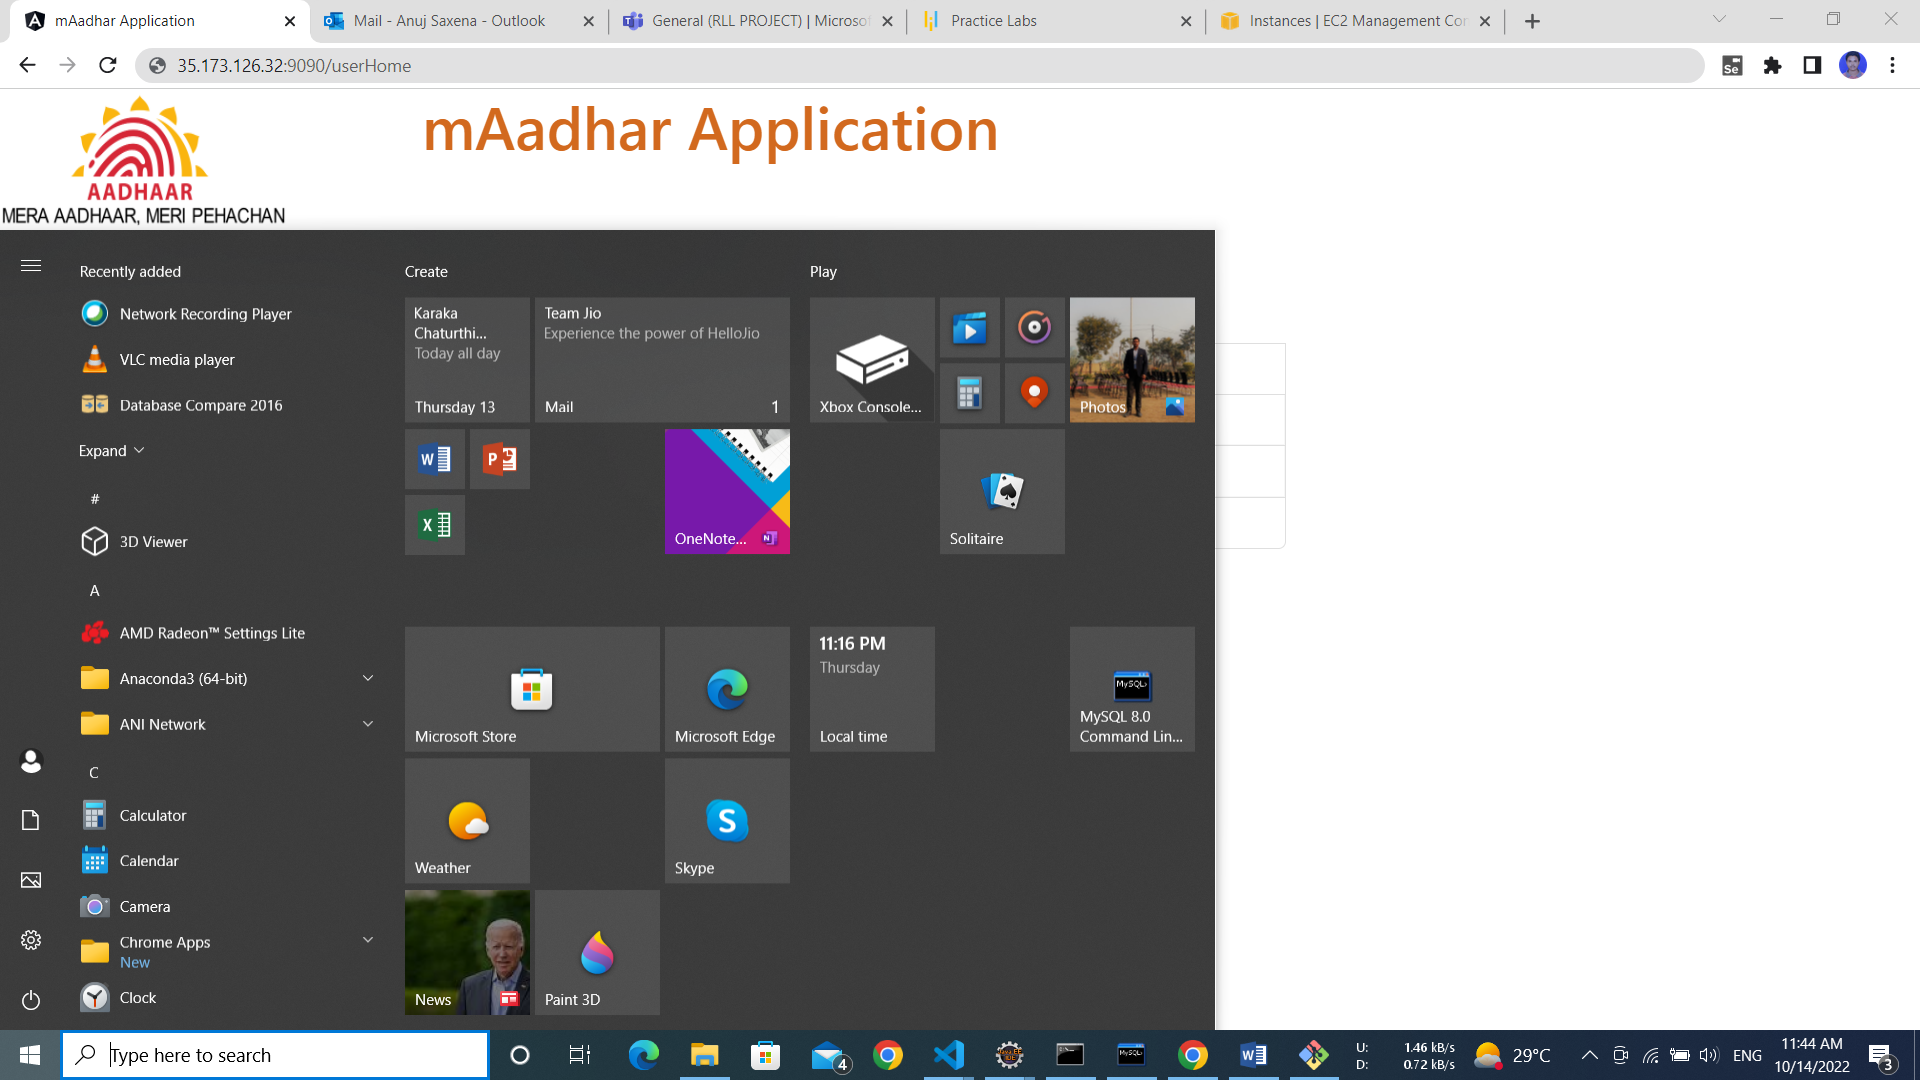 mAadhar Application
Mail - Anuj Saxena - Outlook
General (RLL PROJECT) | Microsof
Practice Labs
Instances | EC2 Management Con
35.173.126.32:9090/userHome
Se
AADHAAR
MERA AADHAAR, MERI PEHACHAN
mAadhar Application
Recently added
Network Recording Player
VLC media player
Database Compare 2016
Expand
#
3D Viewer
A
AMD Radeon™ Settings Lite
Anaconda3 (64-bit)
ANI Network
C
Calculator
Calendar
Camera
Chrome Apps
New
Clock
Create
Karaka
Chaturthi...
Today all day
Thursday 13
Team Jio
Experience the power of HelloJio
Mail
1
OneNote...
Microsoft Store
Microsoft Edge
Weather
Skype
News
Paint 3D
Play
Xbox Console...
Photos
Solitaire
11:16 PM
Thursday
Local time
MySQL 8.0
Command Lin...
Type here to search
4
U: 1.46 kB/s
D: 0.72 kB/s
29°C
ENG
11:44 AM
10/14/2022
3